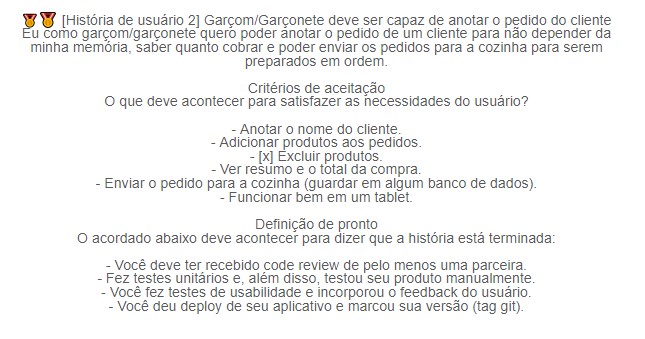 🏅🏅 [História de usuário 2] Garçom/Garçonete deve ser capaz de anotar o pedido do cliente
Eu como garçom/garçonete quero poder anotar o pedido de um cliente para não depender da
minha memória, saber quanto cobrar e poder enviar os pedidos para a cozinha para serem
preparados em ordem.
Critérios de aceitação
O que deve acontecer para satisfazer as necessidades do usuário?
- Anotar o nome do cliente.
- Adicionar produtos aos pedidos.
- [x] Excluir produtos.
- Ver resumo e o total da compra.
- Enviar o pedido para a cozinha (guardar em algum banco de dados).
- Funcionar bem em um tablet.
Definição de pronto
O acordado abaixo deve acontecer para dizer que a história está terminada:
- Você deve ter recebido code review de pelo menos uma parceira.
- Fez testes unitários e, além disso, testou seu produto manualmente.
- Você fez testes de usabilidade e incorporou o feedback do usuário.
- Você deu deploy de seu aplicativo e marcou sua versão (tag git).